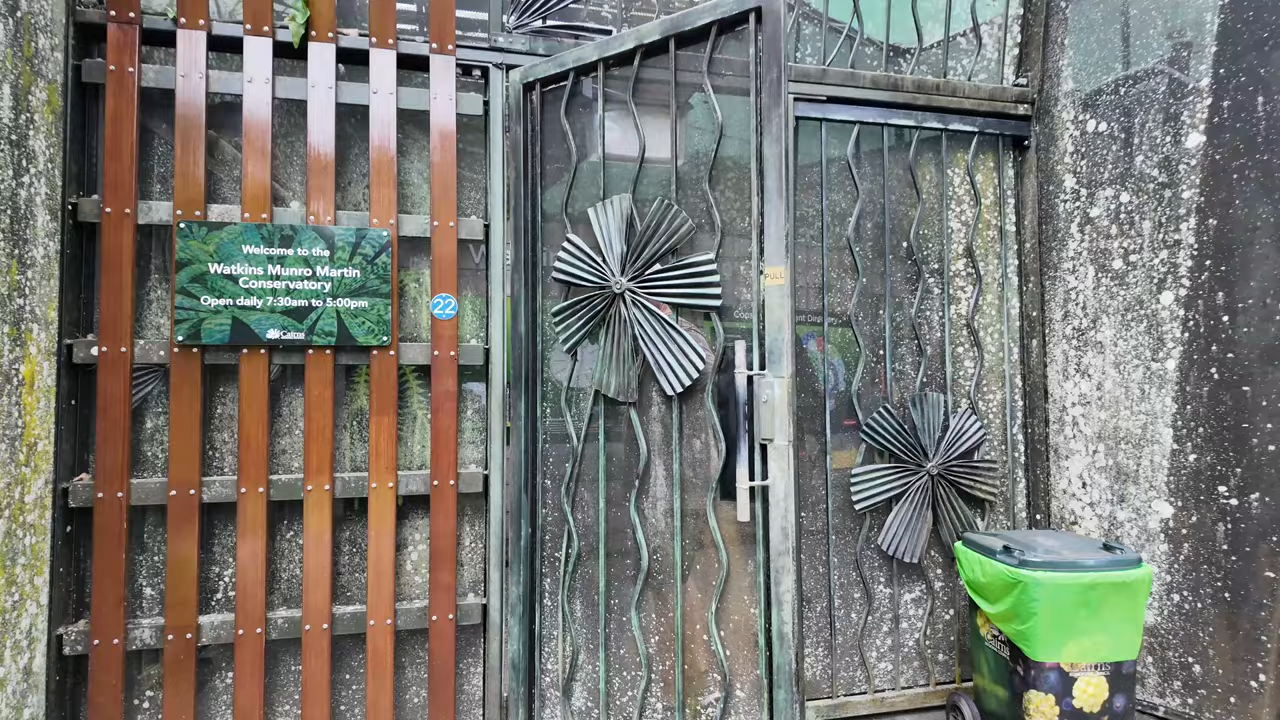 Welcome to the
Watkins Munro Martin
Conservatory
Open daily 7:30am to 5:00pm
Cairns
22
PULL
Cairns